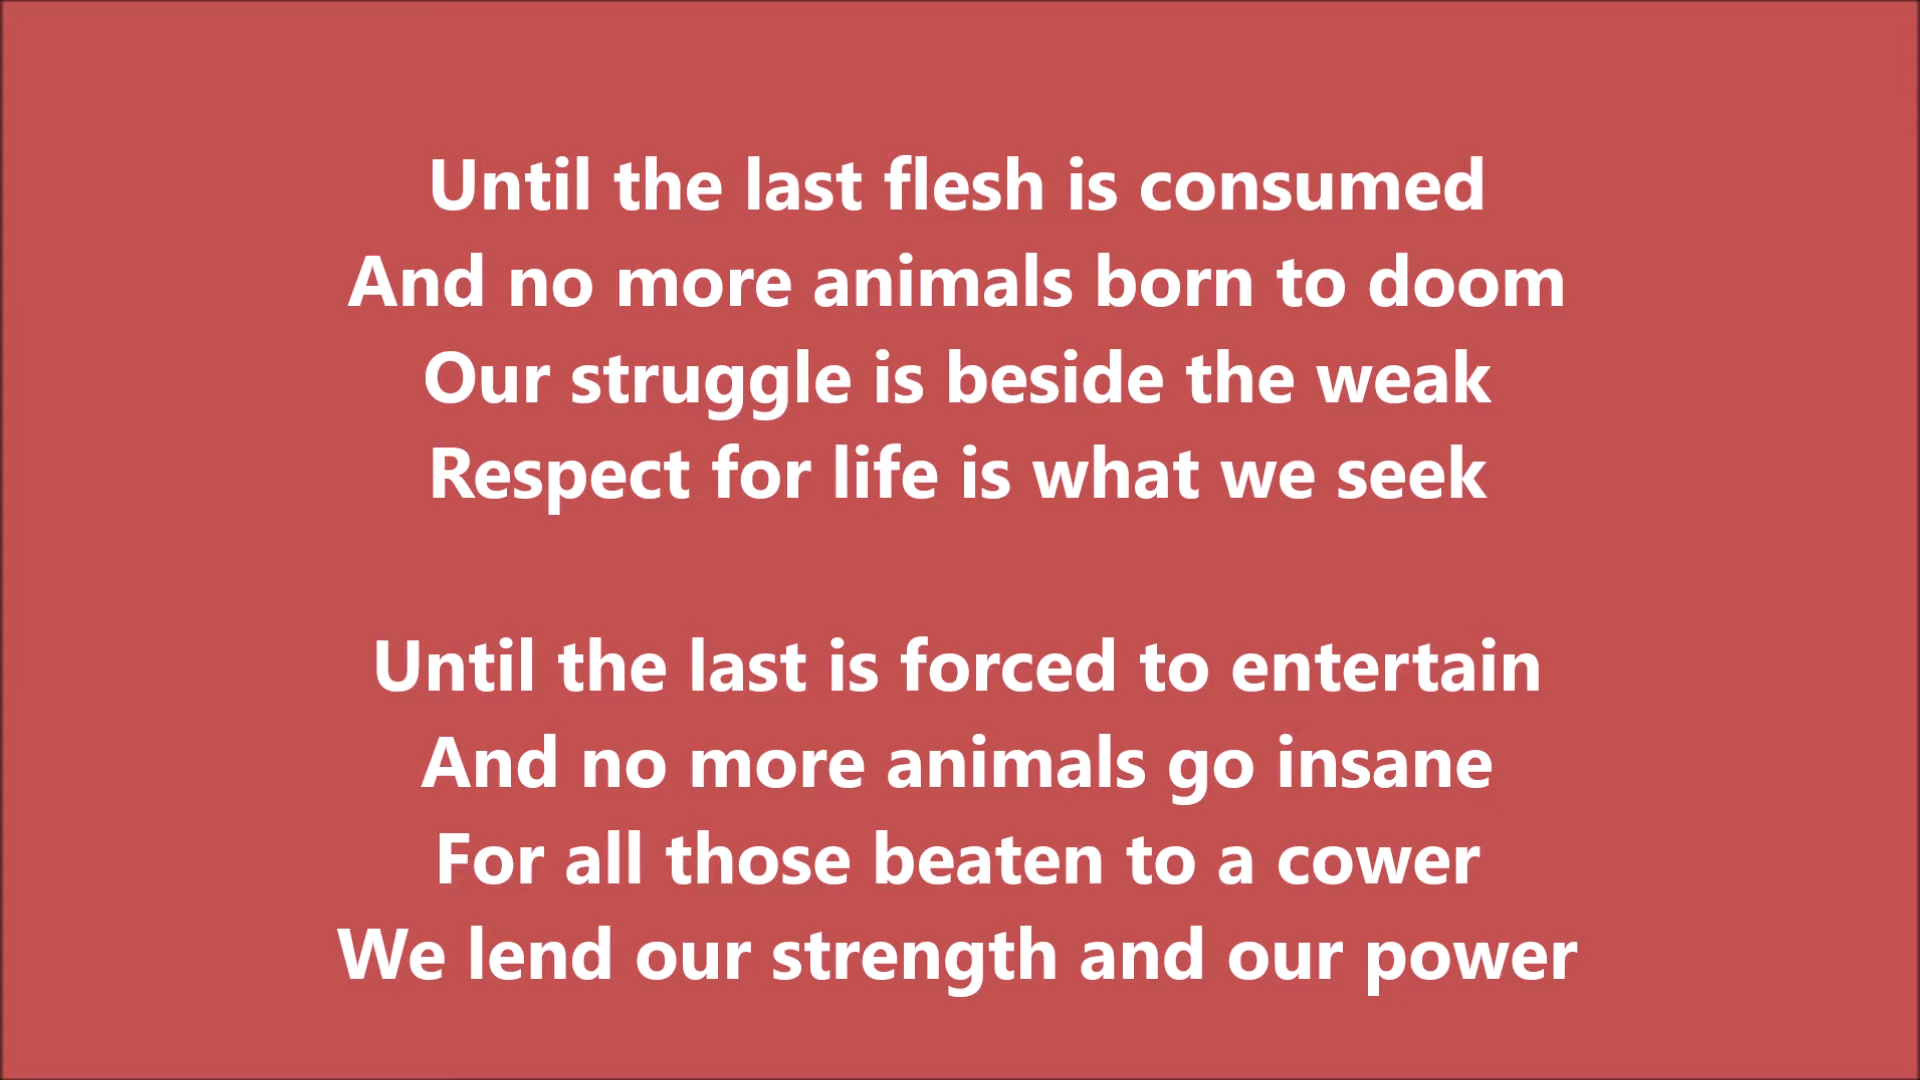 Until the last flesh is consumed
And no more animals born to doom
Our struggle is beside the weak
Respect for life is what we seek
Until the last is forced to entertain
And no more animals go insane
For all those beaten to a cower
We lend our strength and our power